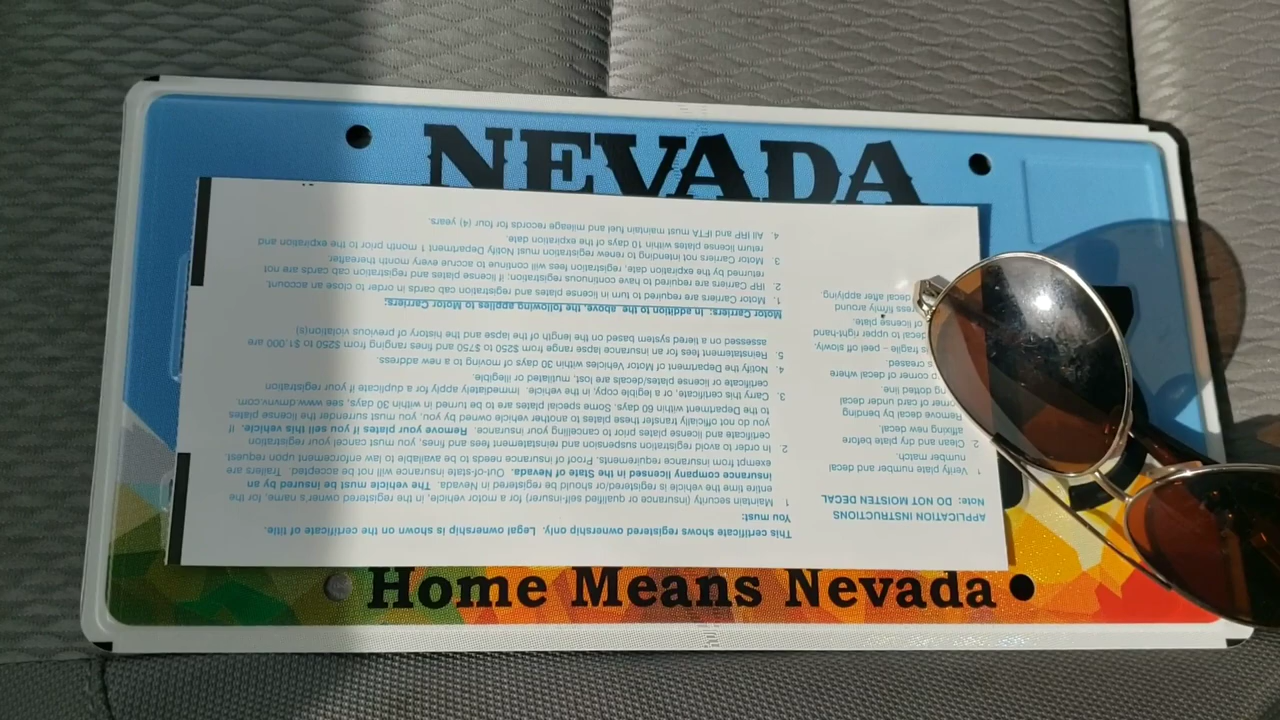 NEVADA
APPLICATION INSTRUCTIONS
Note: DO NOT MOISTEN DECAL
1 Verify plate number and decal
number match.
2. Clean and dry plate before
affixing new decal.
Remove decal by bending
of card under decal
dotted line.
corner of decal where
is creased.
is fragile – peel off slowly.
decal to upper-right-hand
of license plate.
firmly around
decal after applying
This certificate shows registered ownership only. Legal ownership is shown on the certificate of title.
You must:
1 Maintain security (insurance or qualified self-insurer) for a motor vehicle, in the registered owner's name, for the
entire time the vehicle is registered/or should be registered in Nevada. The vehicle must be insured by an
insurance company licensed in the State of Nevada. Out-of-state insurance will not be accepted. Trailers are
exempt from insurance requirements. Proof of insurance needs to be available to law enforcement upon request.
2 In order to avoid registration suspension and reinstatement fees and fines, you must cancel your registration
certificate and license plates prior to cancelling your insurance. Remove your plates if you sell this vehicle. If
you do not officially transfer these plates to another vehicle owned by you, you must surrender the license plates
to the Department within 60 days. Some special plates are to be turned in within 30 days, see www.dmvnv.com
3. Carry this certificate, or a legible copy, in the vehicle. Immediately apply for a duplicate if your registration
certificate or license plates/decals are lost, mutilated or illegible.
4. Notify the Department of Motor Vehicles within 30 days of moving to a new address.
5. Reinstatement fees for an insurance lapse range from $250 to $750 and fines ranging from $250 to $1,000 are
assessed on a tiered system based on the length of the lapse and the history of previous violation(s)
Motor Carriers: In addition to the above, the following applies to Motor Carriers:
1. Motor Carriers are required to turn in license plates and registration cab cards in order to close an account.
2. IRP Carriers are required to have continuous registration; if license plates and registration cab cards are not
returned by the expiration date, registration fees will continue to accrue every month thereafter.
3. Motor Carriers not intending to renew registration must Notify Department 1 month prior to the expiration and
return license plates within 10 days of the expiration date.
4. All IRP and IFTA must maintain fuel and mileage records for four (4) years.
Home Means Nevada